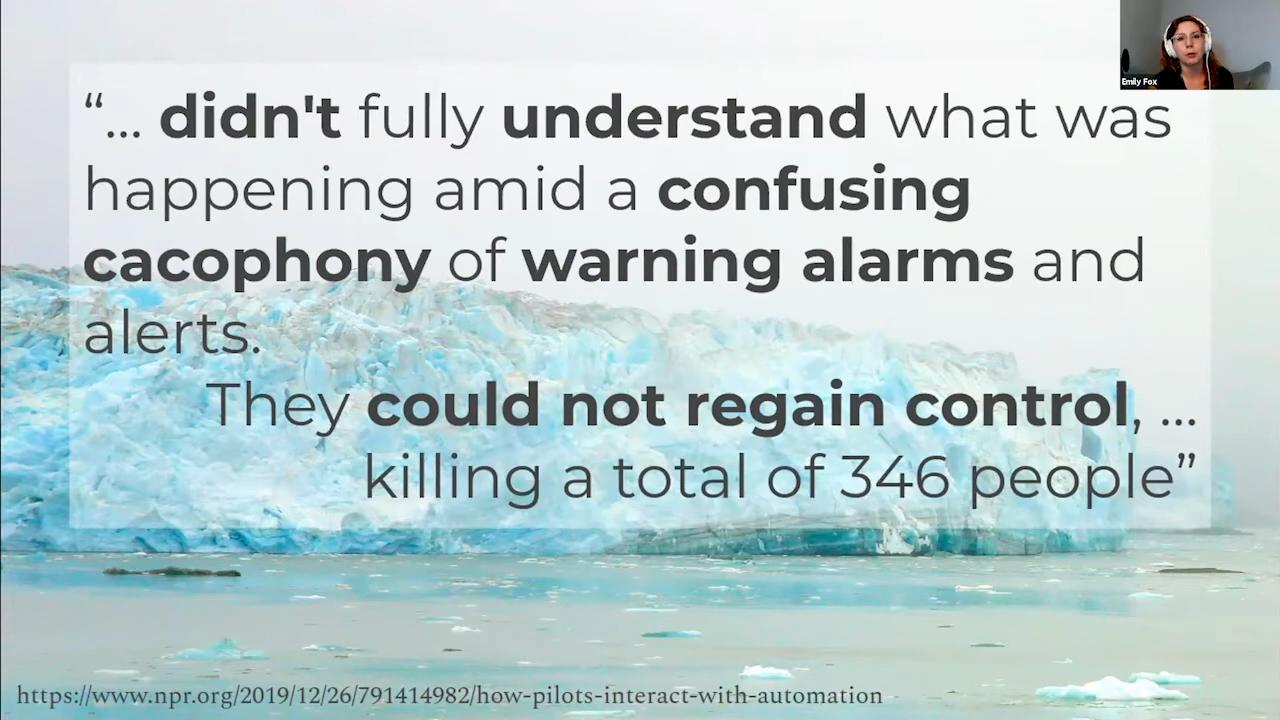 Emily Fox
“... didn't fully understand what was
happening amid a confusing
cacophony of warning alarms and
alerts.
They could not regain control, ...
killing a total of 346 people”
https://www.npr.org/2019/12/26/791414982/how-pilots-interact-with-automation